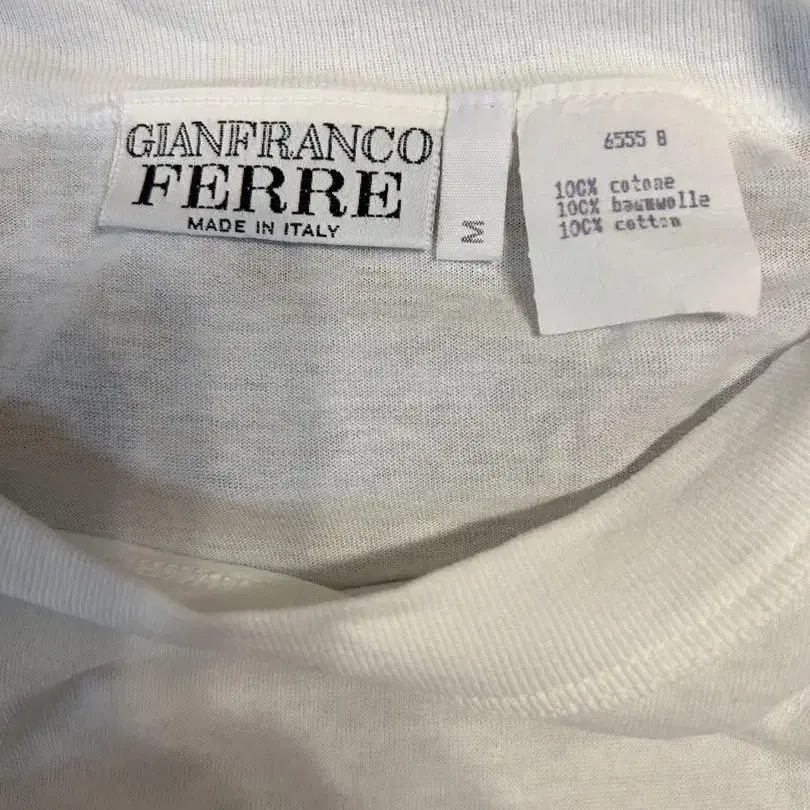 GIANFRANCO
FERRE
MADE IN ITALY
M
6555 B
100% cotone
100% baumwolle
100% cotton